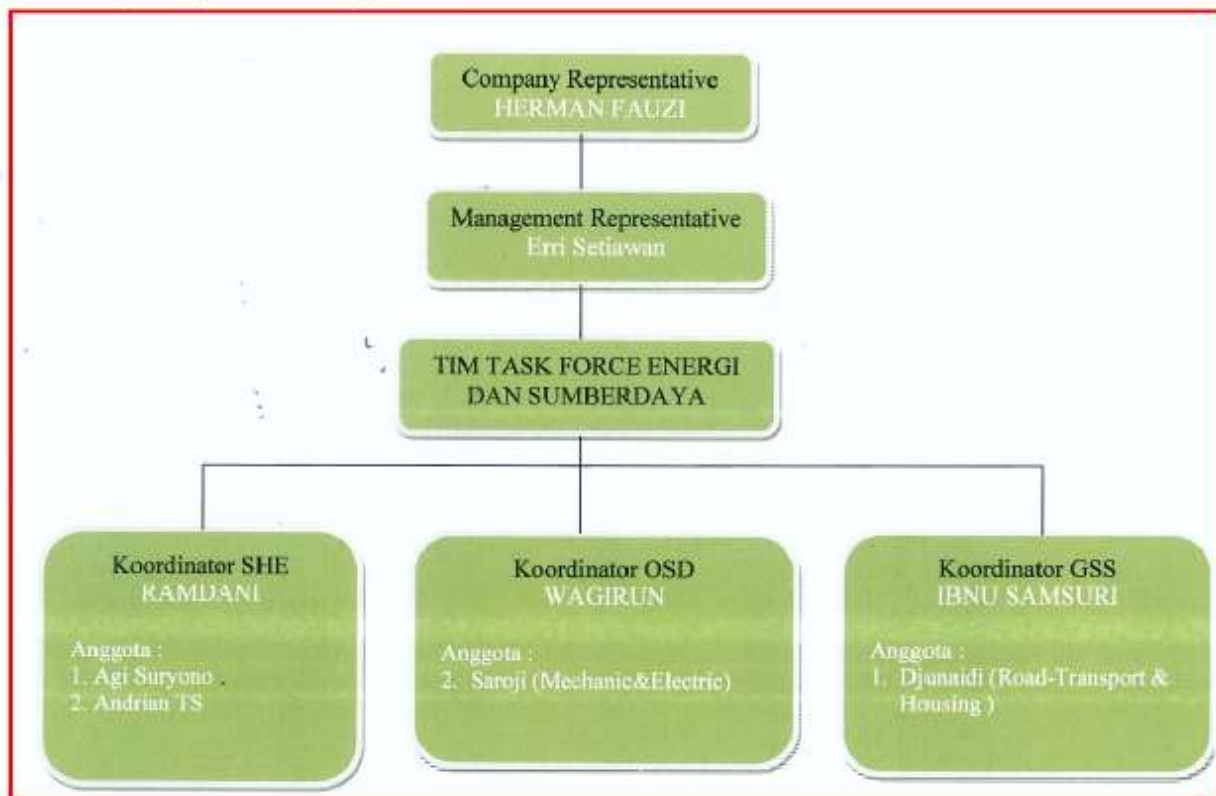 Company Representative
HERMAN FAUZI
Management Representative
Erri Setiawan
TIM TASK FORCE ENERGI
DAN SUMBERDAYA
Koordinator SHE
RAMDANI
Anggota :
1. Agi Suryono
2. Andrian TS
Koordinator OSD
WAGIRUN
Anggota :
2. Saroji (Mechanic&Electric)
Koordinator GSS
IBNU SAMSURI
Anggota :
1. Djunaidi (Road-Transport &
Housing )